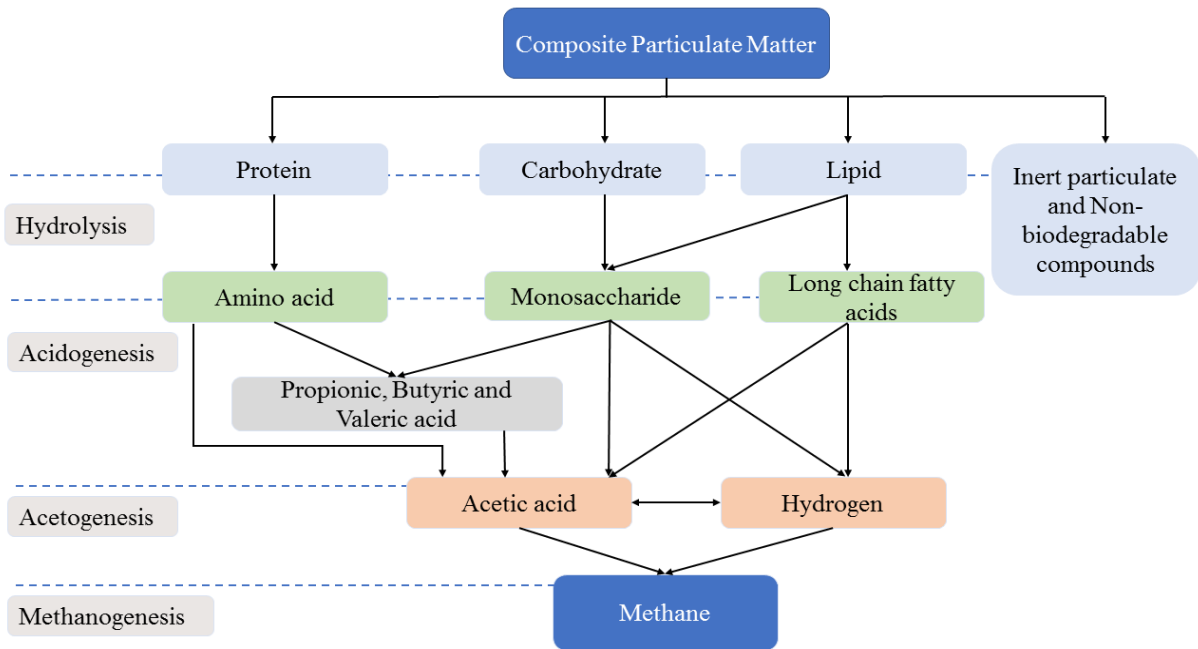 Composite Particulate Matter
Protein
Carbohydrate
Lipid
Inert particulate
and Non-
biodegradable
compounds
Hydrolysis
Amino acid
Monosaccharide
Long chain fatty
acids
Acidogenesis
Propionic, Butyric and
Valeric acid
Acetic acid
Hydrogen
Acetogenesis
Methane
Methanogenesis